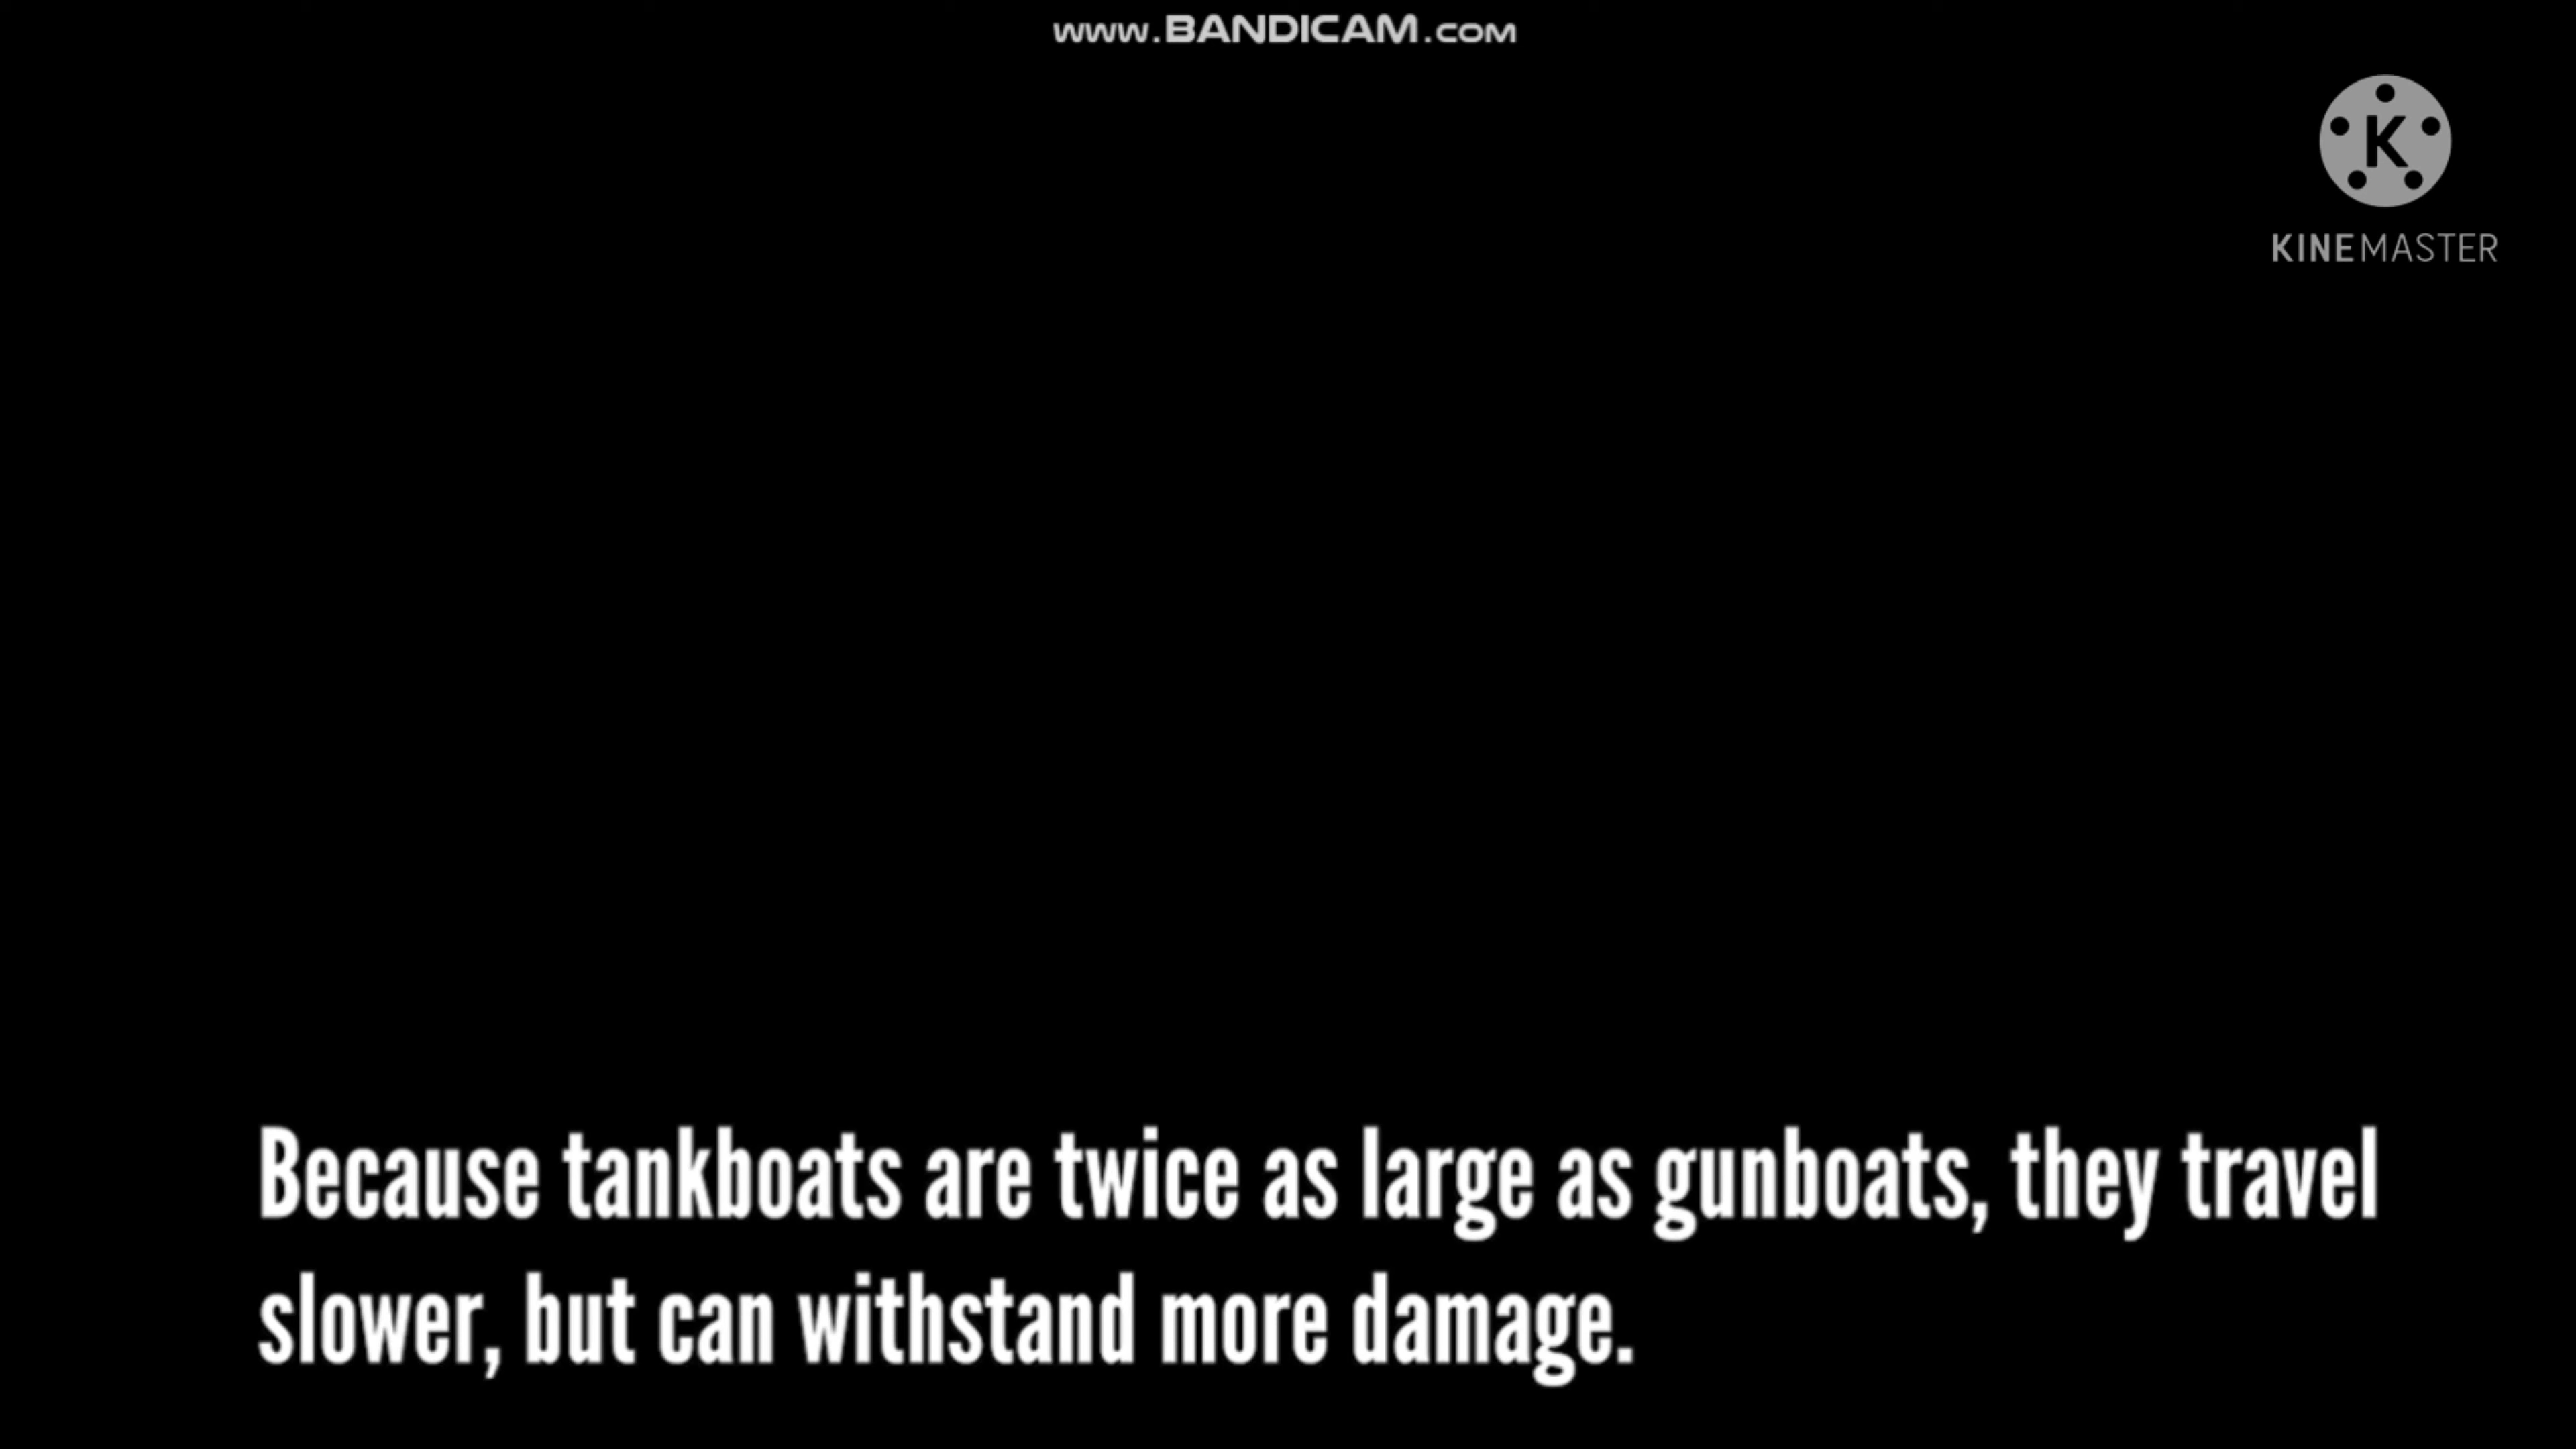 www.BANDICAM.com
K
KINEMASTER
Because tankboats are twice as large as gunboats, they travel
slower, but can withstand more damage.